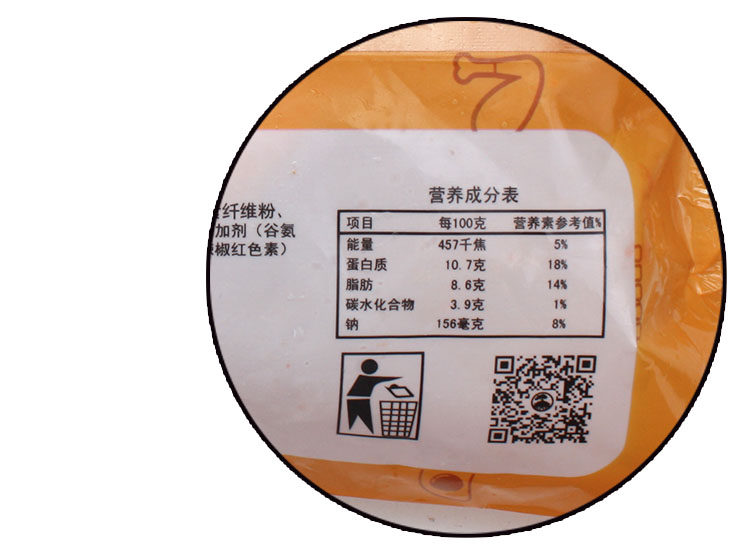 纤维粉、
加剂（谷氨
椒红色素）
营养成分表
项目 每100克 营养素参考值%
能量 457千焦 5%
蛋白质 10.7克 18%
脂肪 8.6克 14%
碳水化合物 3.9克 1%
钠 156毫克 8%